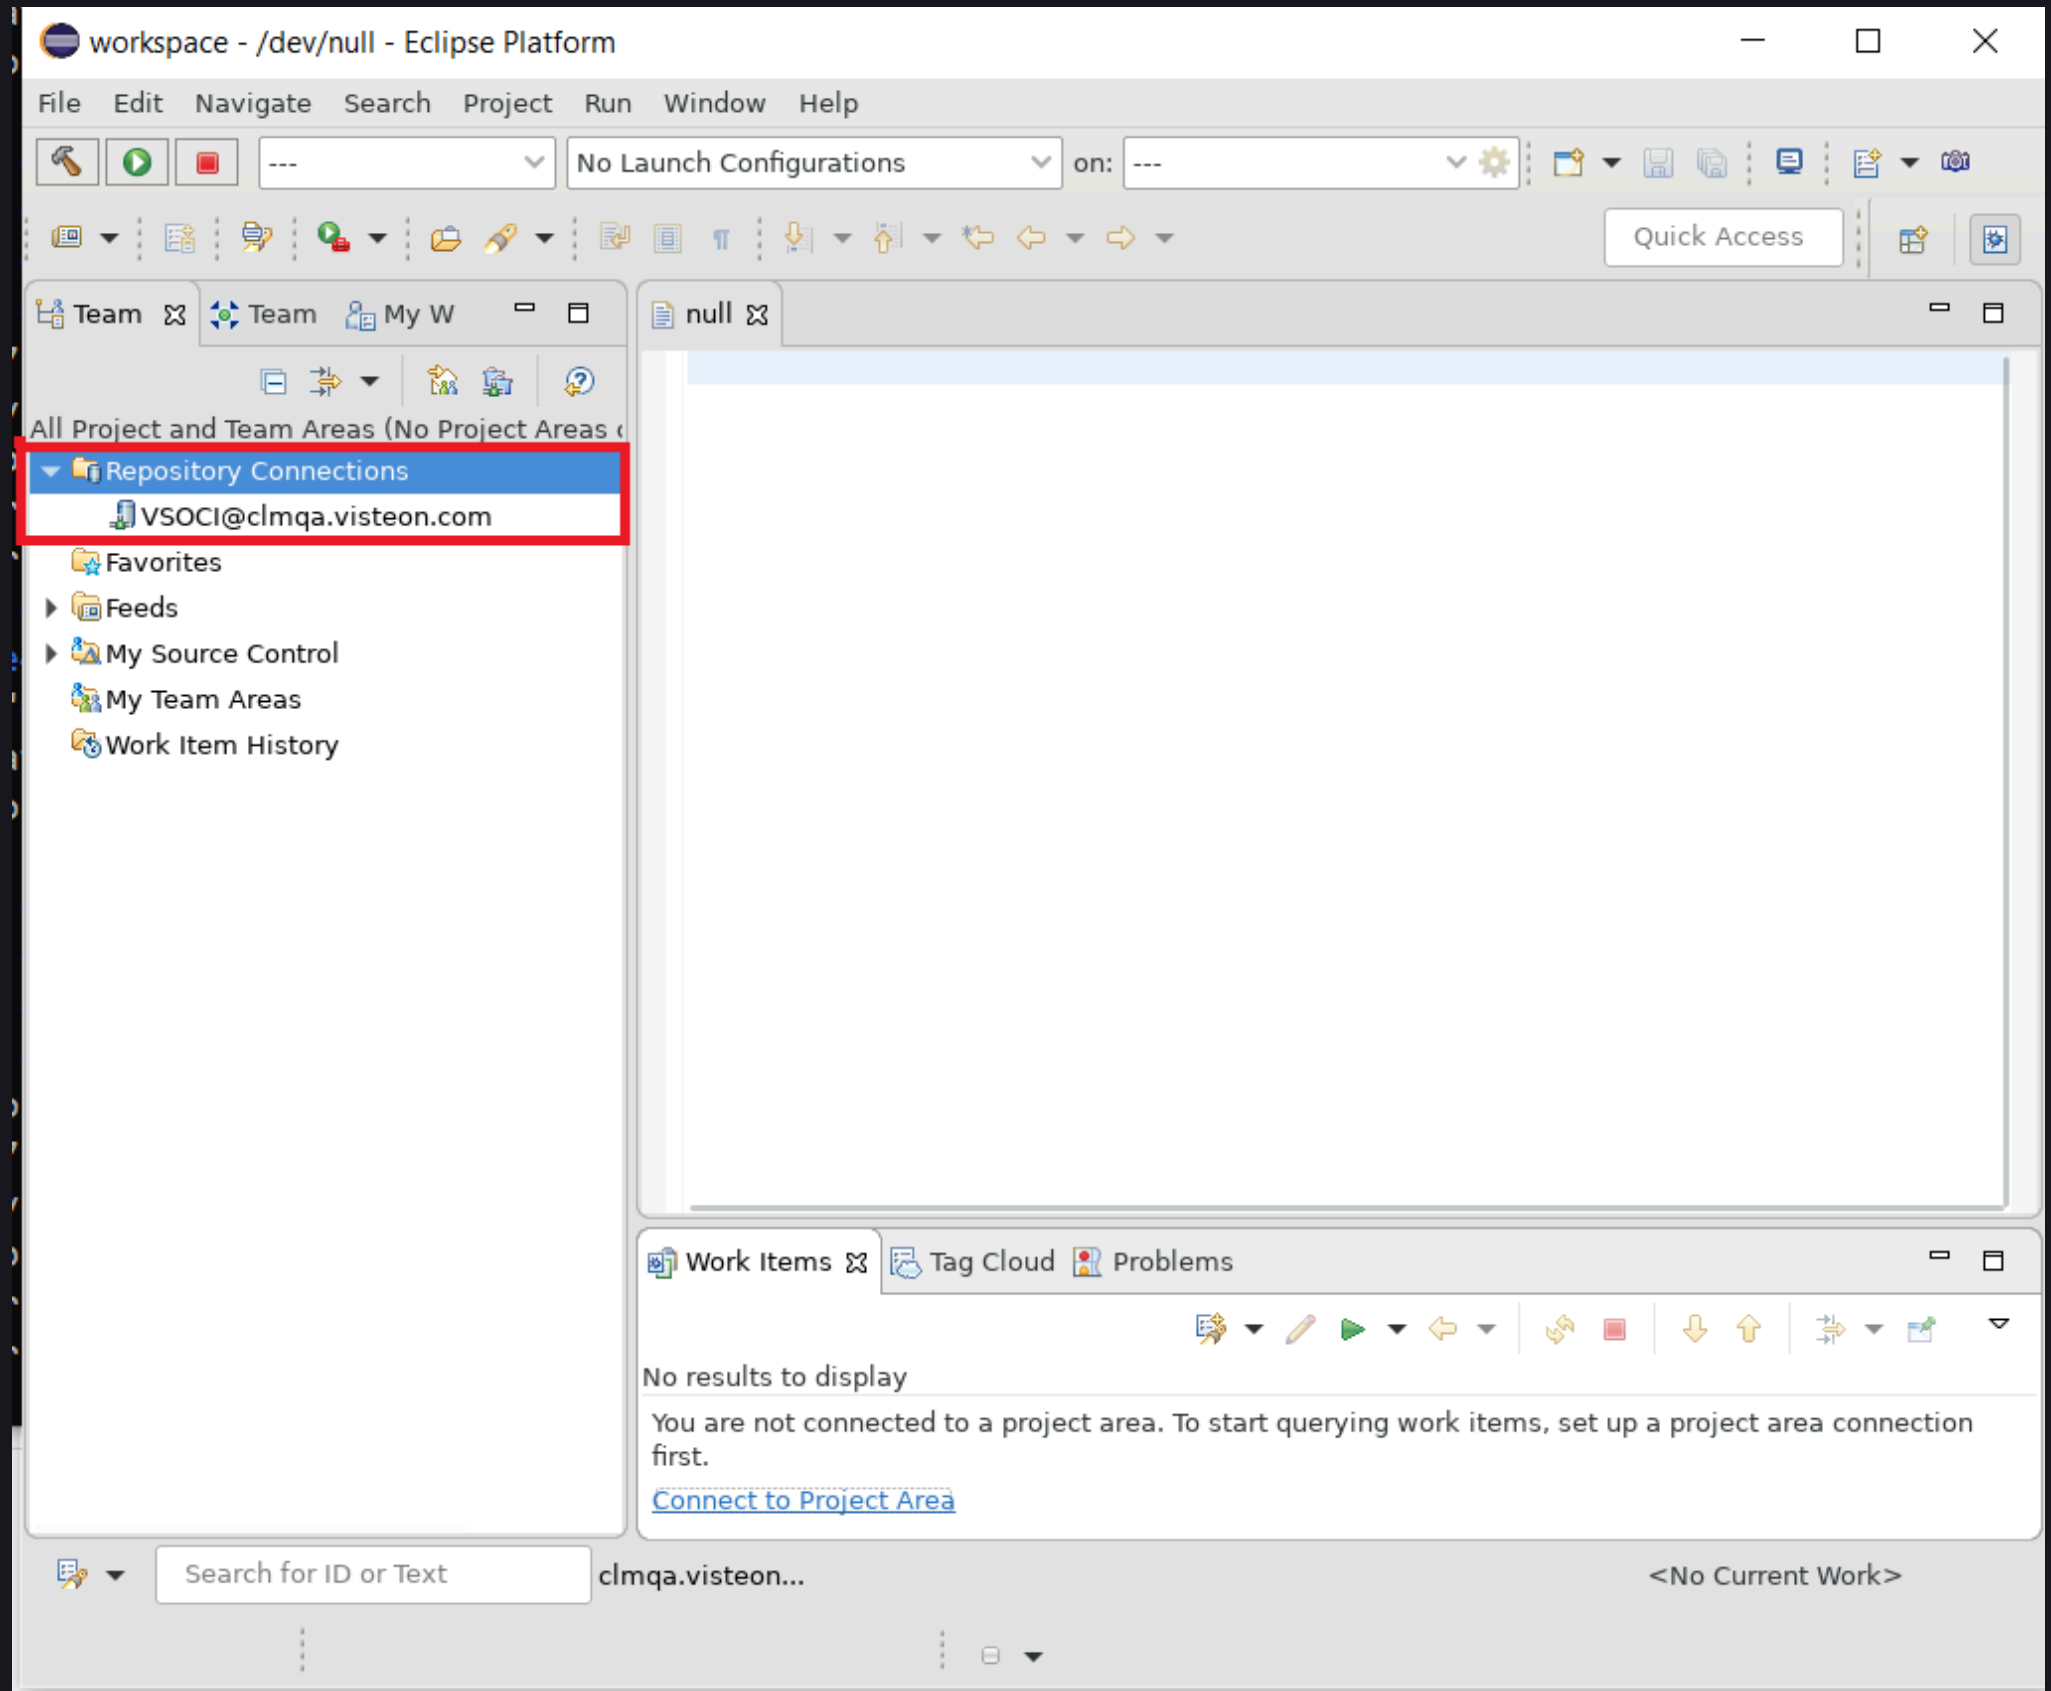 workspace - /dev/null - Eclipse Platform
File Edit Navigate Search Project Run Window Help
--- No Launch Configurations on: ---
Quick Access
Team Team My W null
All Project and Team Areas (No Project Areas
Repository Connections
VSOCI@clmqa.visteon.com
Favorites
Feeds
My Source Control
My Team Areas
Work Item History
Work Items Tag Cloud Problems
No results to display
You are not connected to a project area. To start querying work items, set up a project area connection
first.
Connect to Project Area
Search for ID or Text clmqa.visteon... <No Current Work>